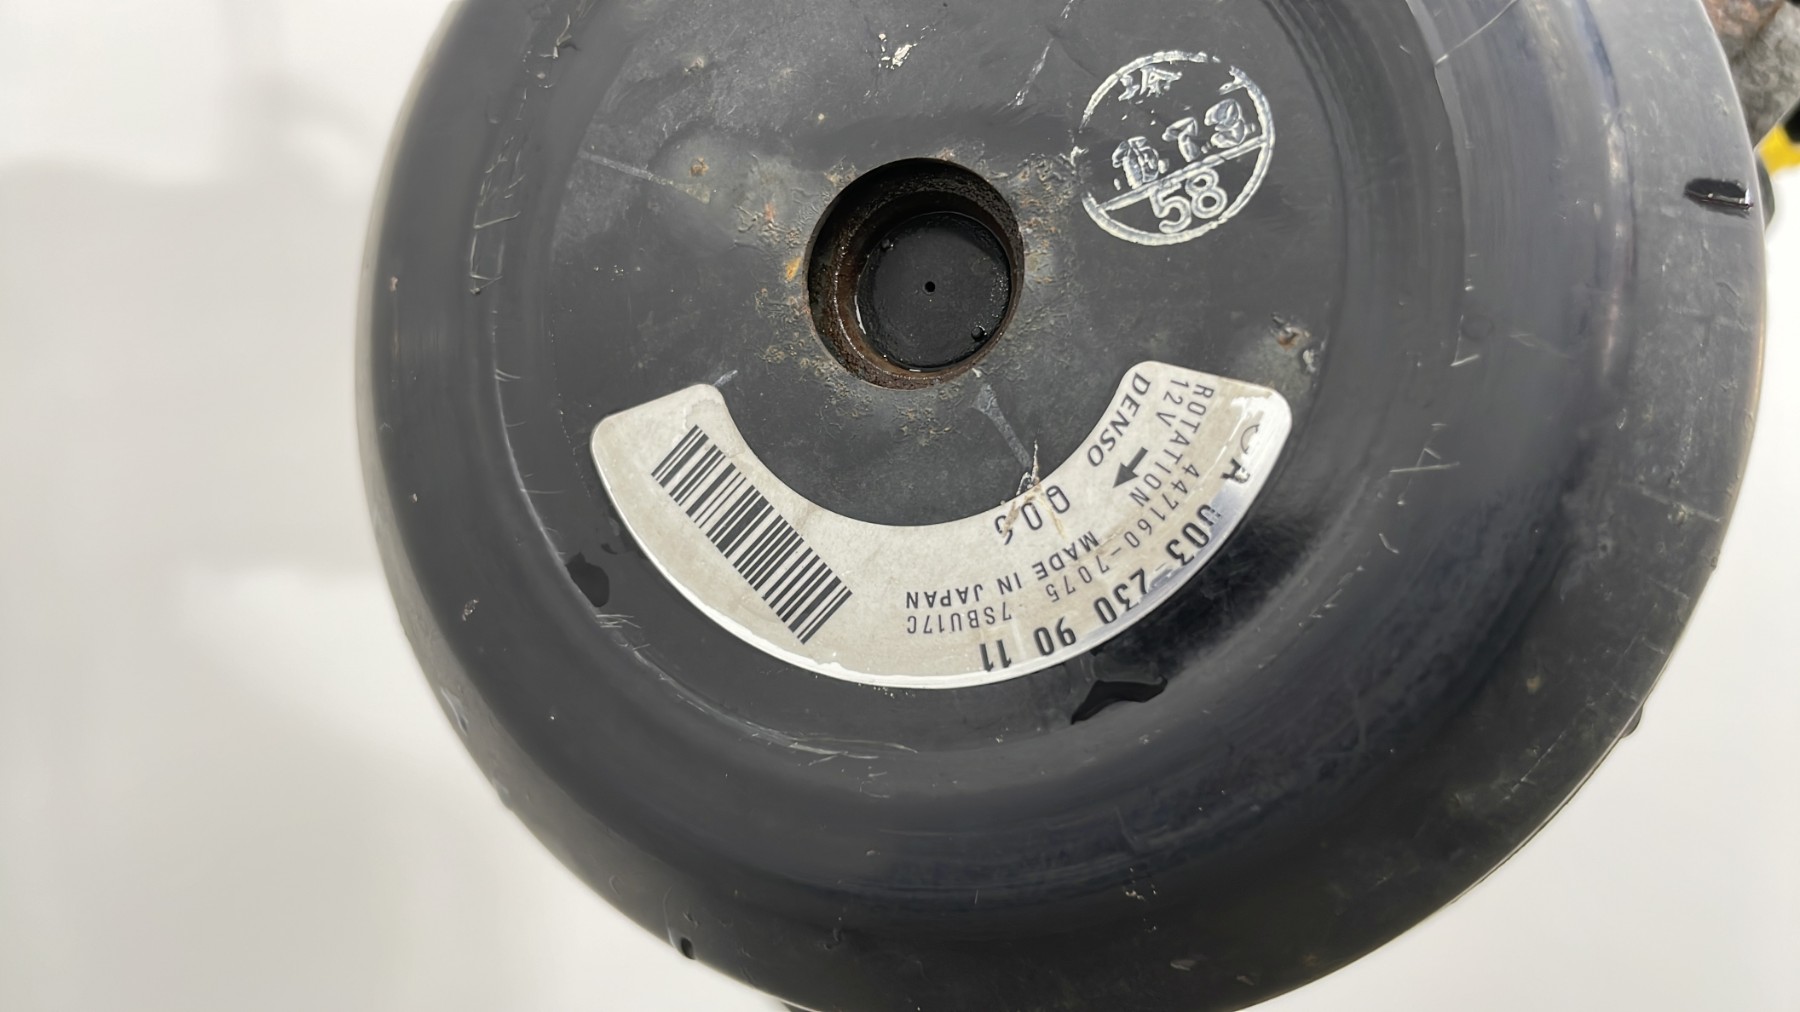 A 003 230 90 11
447160-7075 7SBU17C
ROTATION MADE IN JAPAN
12V
DENSO
58